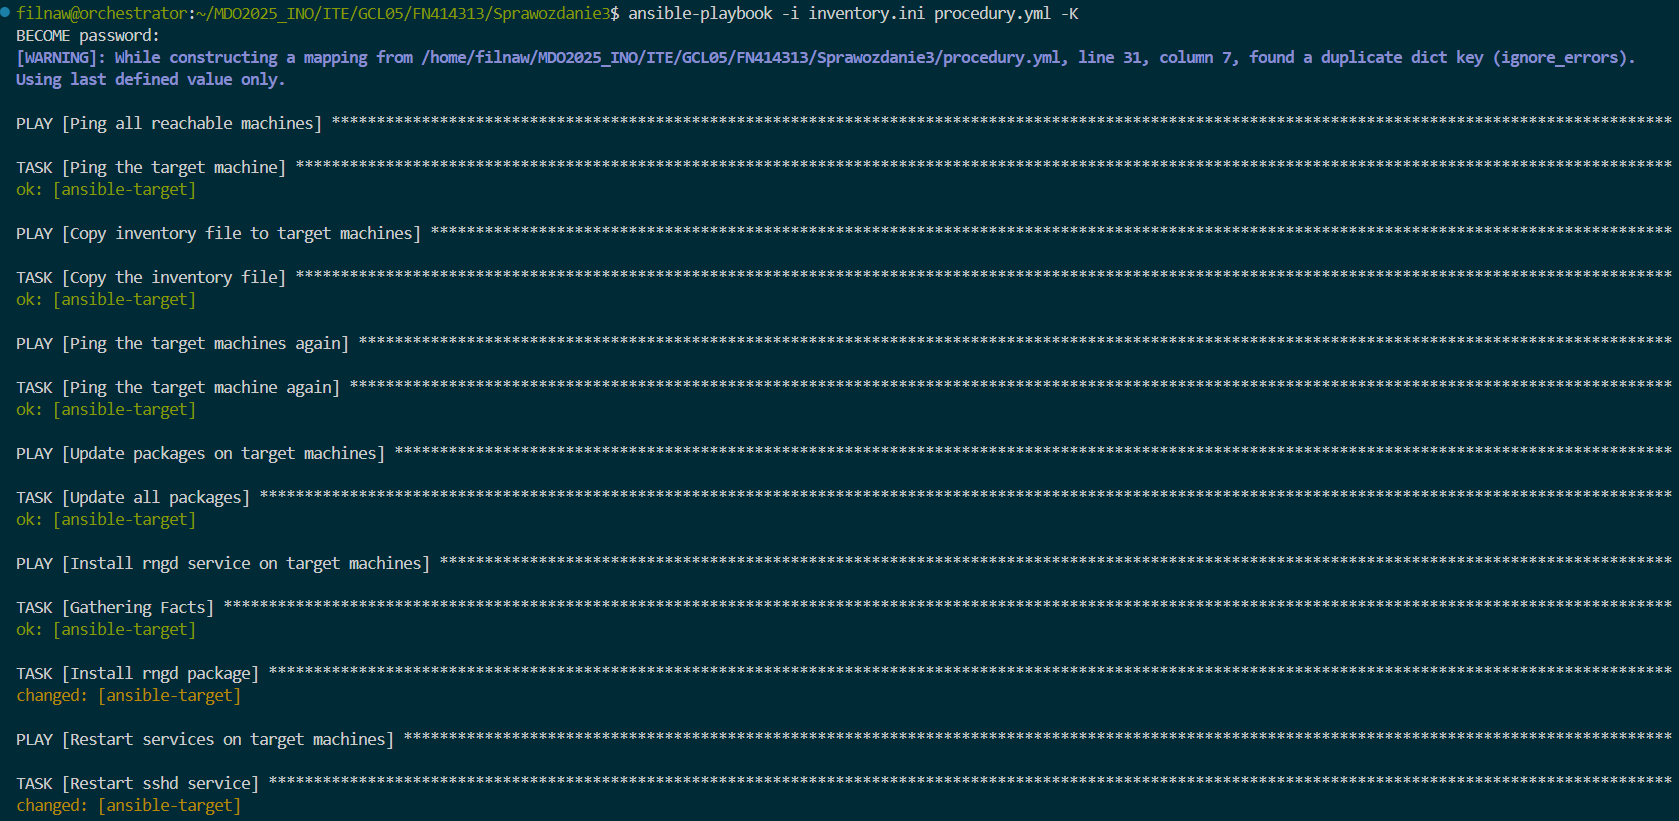 filnaw@orchestrator:~/MDO2025_INO/ITE/GCL05/FN414313/Sprawozdanie3$ ansible-playbook -i inventory.ini procedury.yml -K
BECOME password:
[WARNING]: While constructing a mapping from /home/filnaw/MDO2025_INO/ITE/GCL05/FN414313/Sprawozdanie3/procedury.yml, line 31, column 7, found a duplicate dict key (ignore_errors).
Using last defined value only.
PLAY [Ping all reachable machines] *****************************************************************************************************************************************************
TASK [Ping the target machine] *********************************************************************************************************************************************************
ok: [ansible-target]
PLAY [Copy inventory file to target machines] ******************************************************************************************************************************************
TASK [Copy the inventory file] *********************************************************************************************************************************************************
ok: [ansible-target]
PLAY [Ping the target machines again] **************************************************************************************************************************************************
TASK [Ping the target machine again] ***************************************************************************************************************************************************
ok: [ansible-target]
PLAY [Update packages on target machines] **********************************************************************************************************************************************
TASK [Update all packages] *************************************************************************************************************************************************************
ok: [ansible-target]
PLAY [Install rngd service on target machines] *****************************************************************************************************************************************
TASK [Gathering Facts] *****************************************************************************************************************************************************************
ok: [ansible-target]
TASK [Install rngd package] ************************************************************************************************************************************************************
changed: [ansible-target]
PLAY [Restart services on target machines] *********************************************************************************************************************************************
TASK [Restart sshd service] ************************************************************************************************************************************************************
changed: [ansible-target]